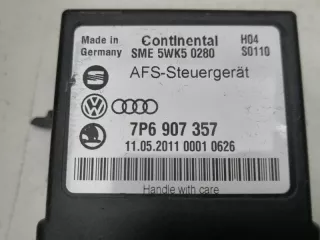 Made in Continental H04
Germany SME 5WK5 0280 S0110
AFS-Steuergerät
7P6 907 357
11.05.2011 0001 0626
Handle with care